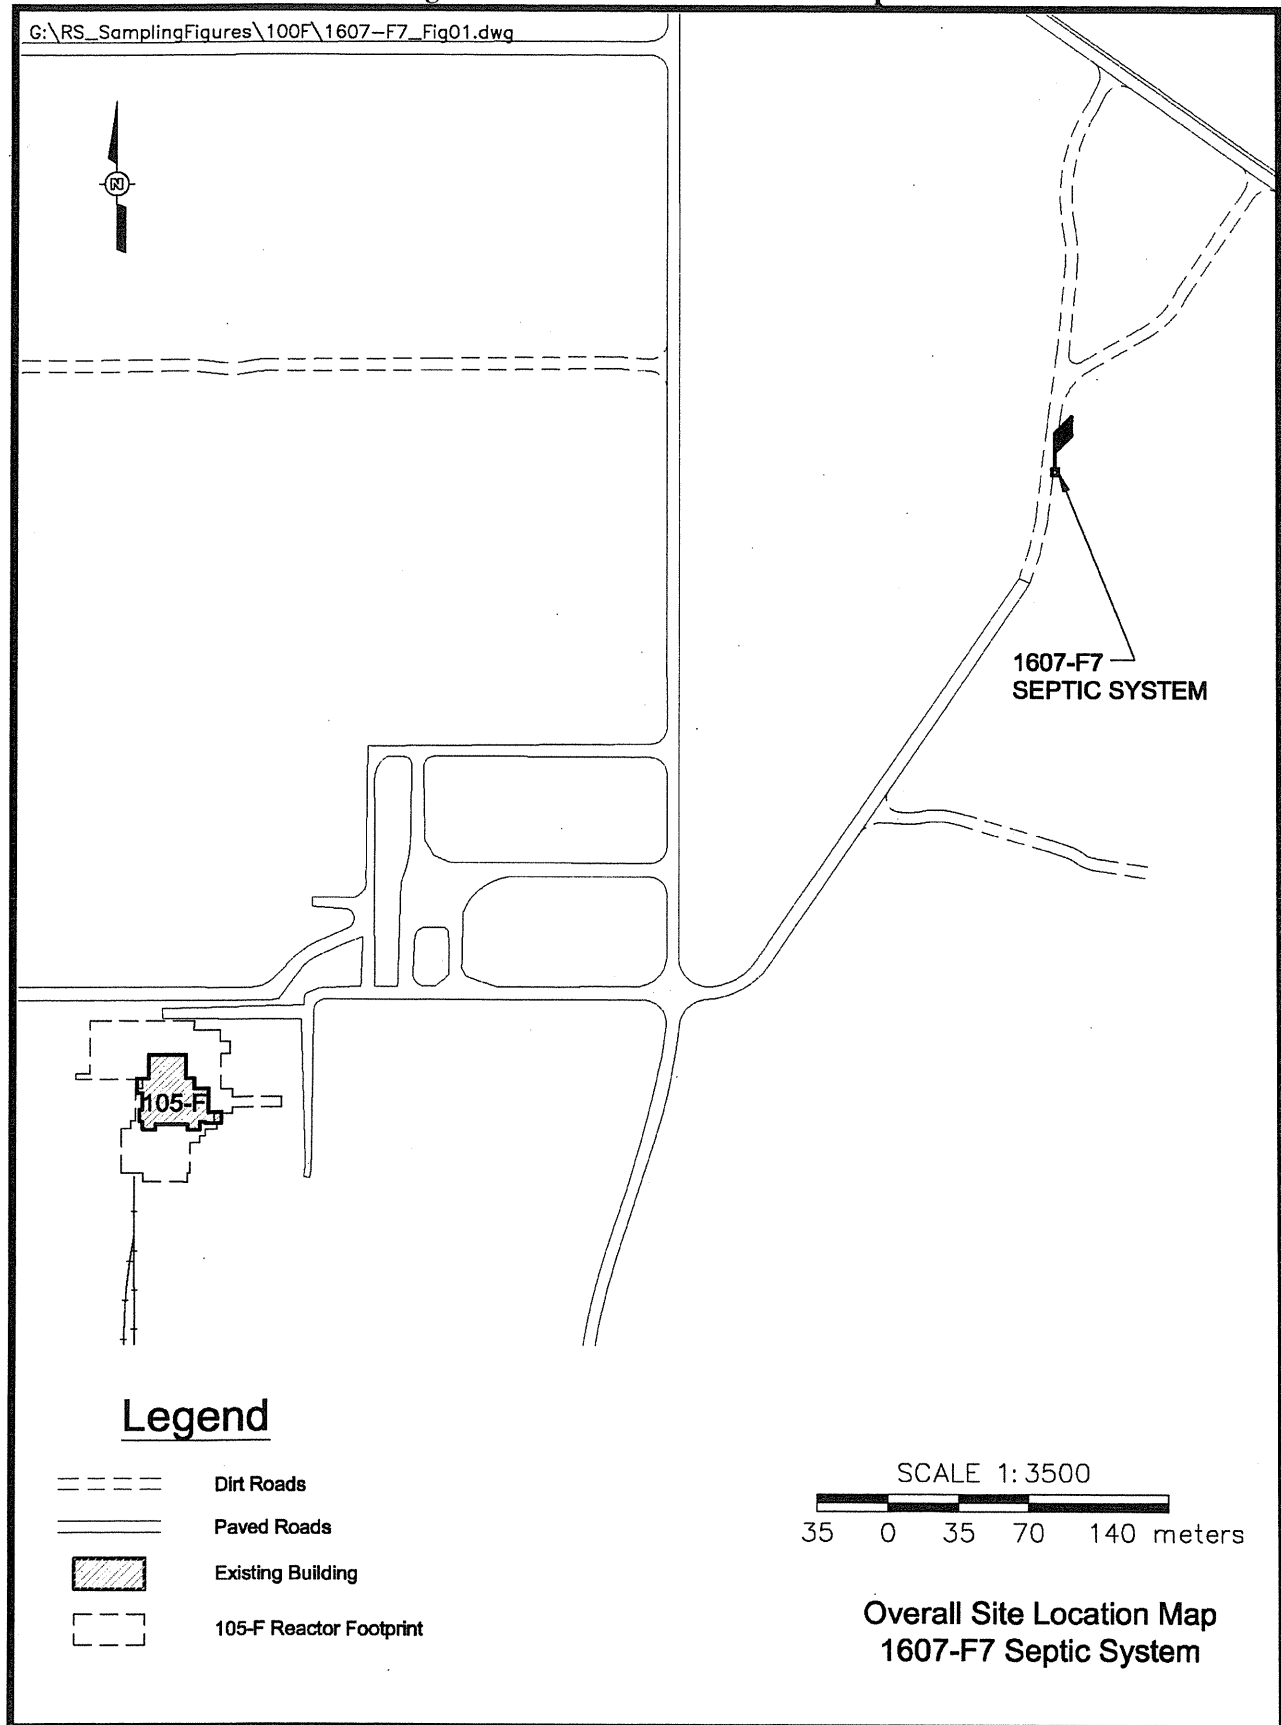 G:\RS_SamplingFigures\100F\1607-F7_Fig01.dwg
N
1607-F7
SEPTIC SYSTEM
105-F
Legend
Dirt Roads
Paved Roads
Existing Building
105-F Reactor Footprint
SCALE 1:3500
35 0 35 70 140 meters
Overall Site Location Map
1607-F7 Septic System